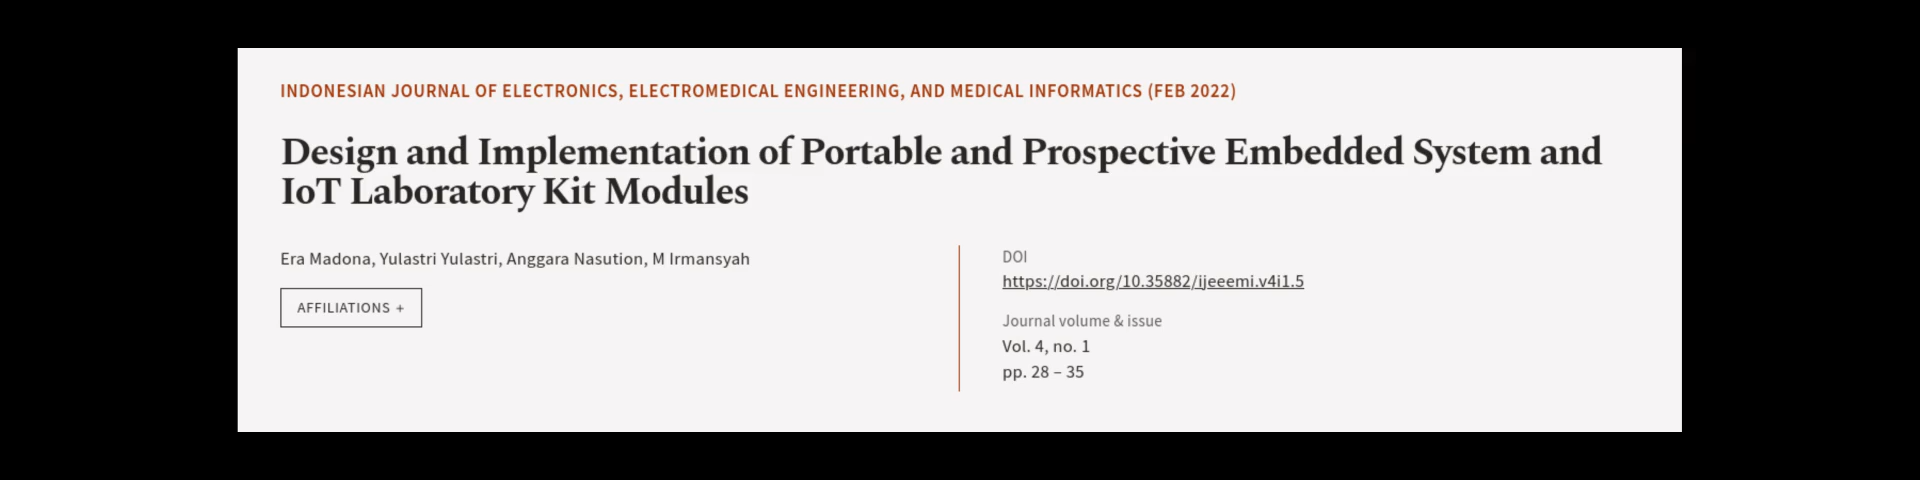 INDONESIAN JOURNAL OF ELECTRONICS, ELECTROMEDICAL ENGINEERING, AND MEDICAL INFORMATICS (FEB 2022)
Design and Implementation of Portable and Prospective Embedded System and
IoT Laboratory Kit Modules
Era Madona, Yulastri Yulastri, Anggara Nasution, M Irmansyah
AFFILIATIONS +
DOI
https://doi.org/10.35882/ijeeemi.v4i1.5
Journal volume & issue
Vol. 4, no. 1
pp. 28 – 35